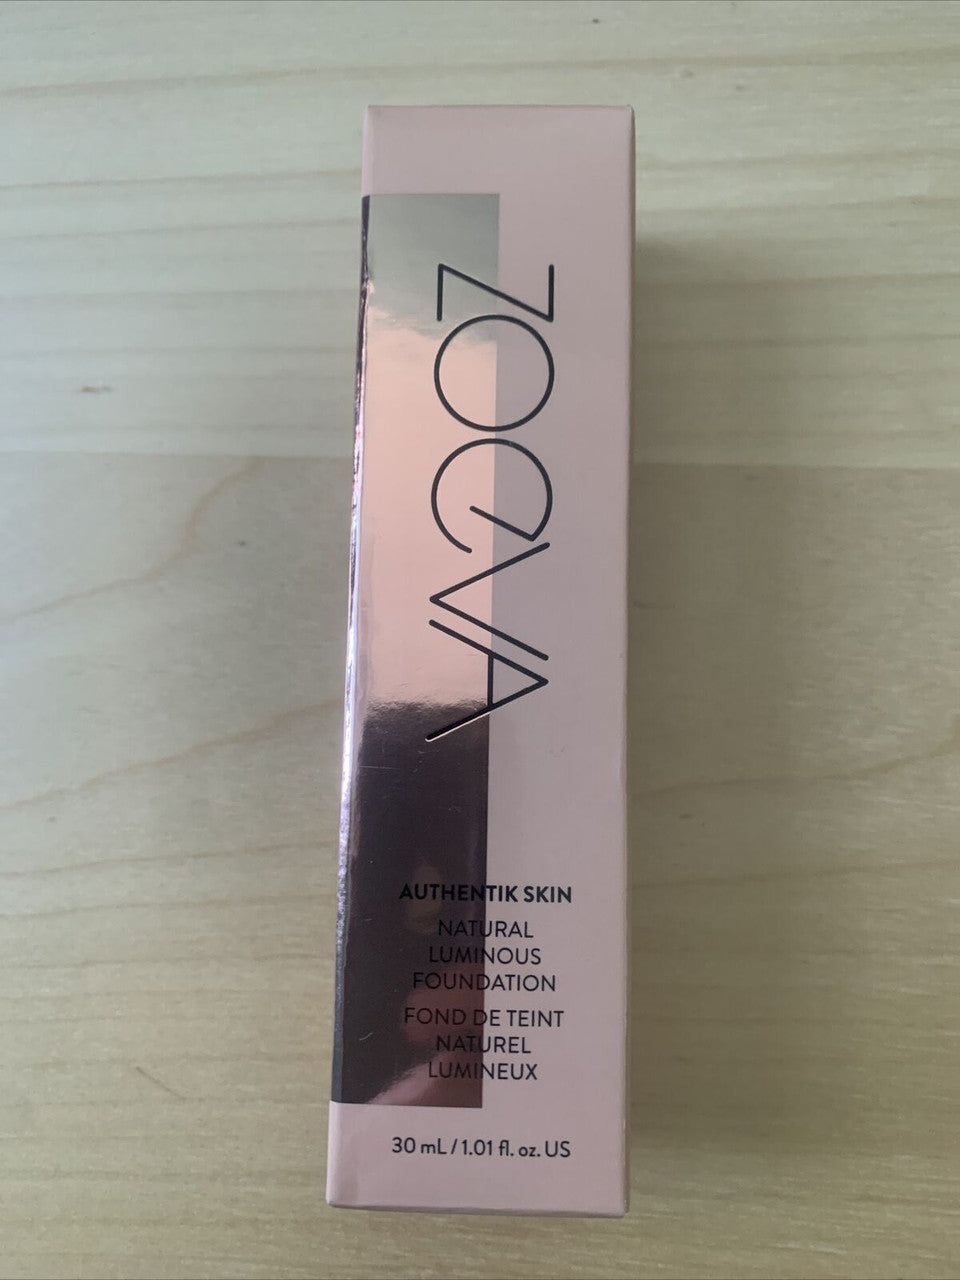 ZOEVA
AUTHENTIK SKIN
NATURAL
LUMINOUS
FOUNDATION
FOND DE TEINT
NATUREL
LUMINEUX
30 mL / 1.01 fl. oz. US